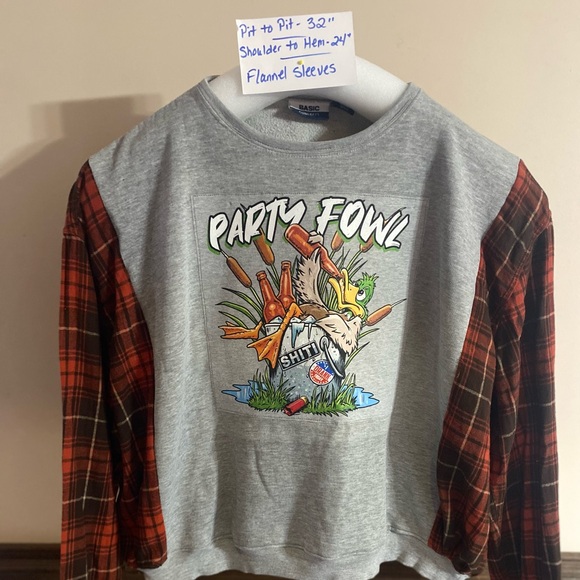 Pit to Pit - 32"
Shoulder to Hem - 24"
Flannel Sleeves
BASIC
PARTY FOWL
SHIT!